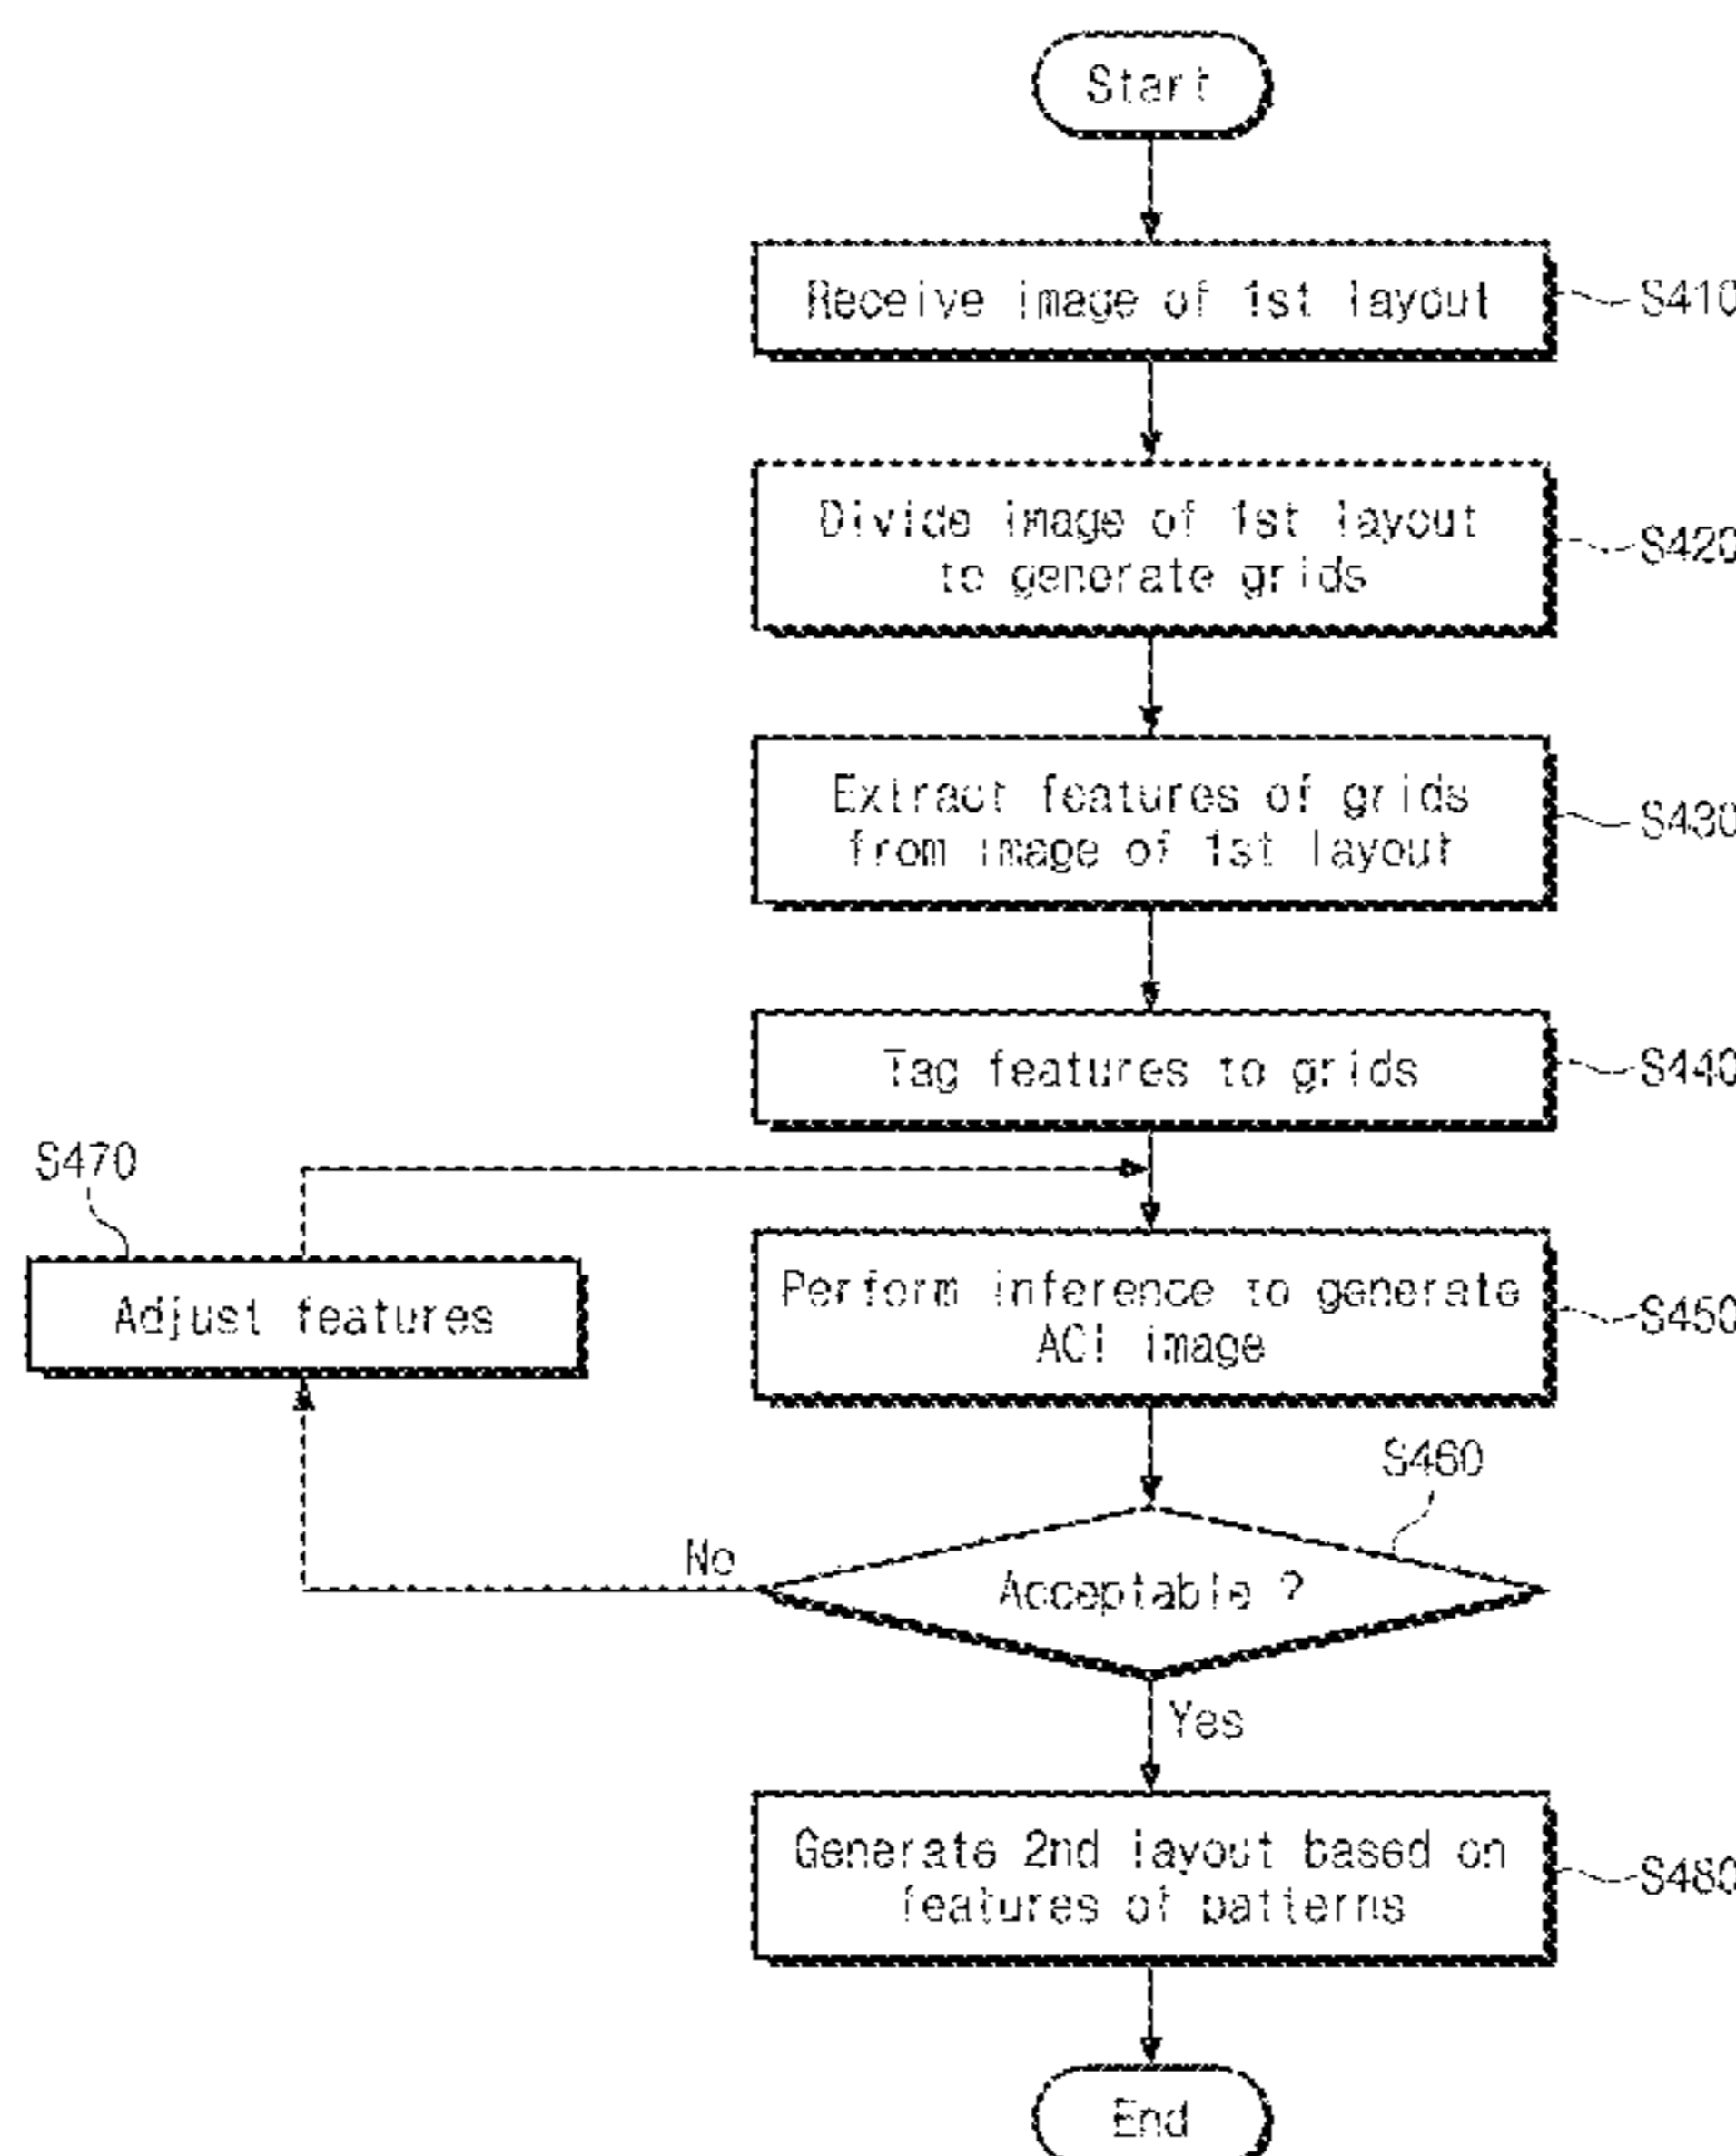 Start
Receive image of 1st layout
S410
Divide image of 1st layout
to generate grids
S420
Extract features of grids
from image of 1st layout
S430
Tag features to grids
S440
S470
Adjust features
Perform inference to generate
ACI image
S450
S460
No
Acceptable ?
Yes
Generate 2nd layout based on
features of patterns
S480
End